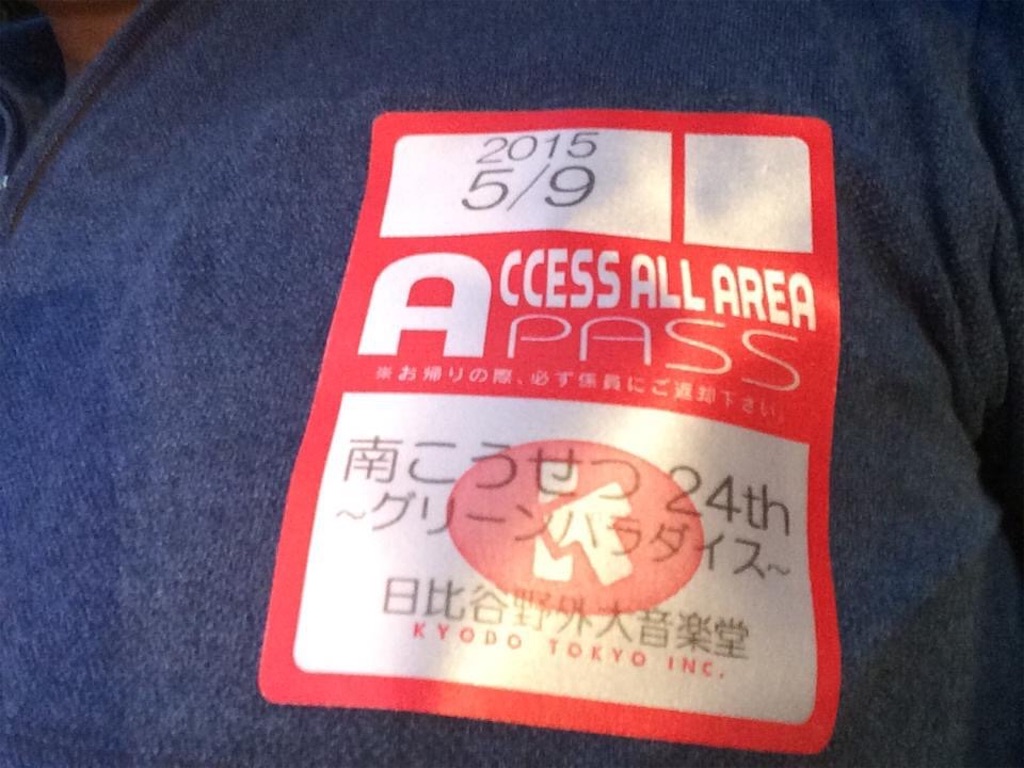 2015
5/9
ACCESS ALL AREA
PASS
※お帰りの際、必ず係員にご返却下さい。
南こうせつ 24th
～グリーンパラダイス～
日比谷野外大音楽堂
KYODO TOKYO INC.